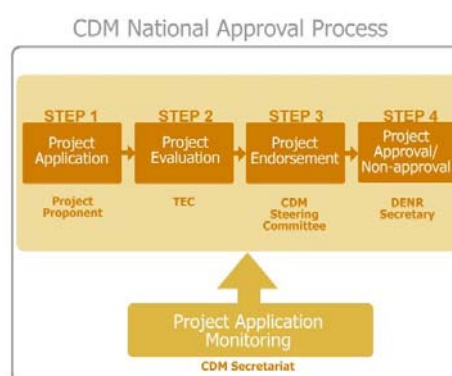 CDM National Approval Process
STEP 1
Project
Application
Project
Proponent
STEP 2
Project
Evaluation
TEC
STEP 3
Project
Endorsement
CDM
Steering
Committee
STEP 4
Project
Approval/
Non-approval
DENR
Secretary
Project Application
Monitoring
CDM Secretariat